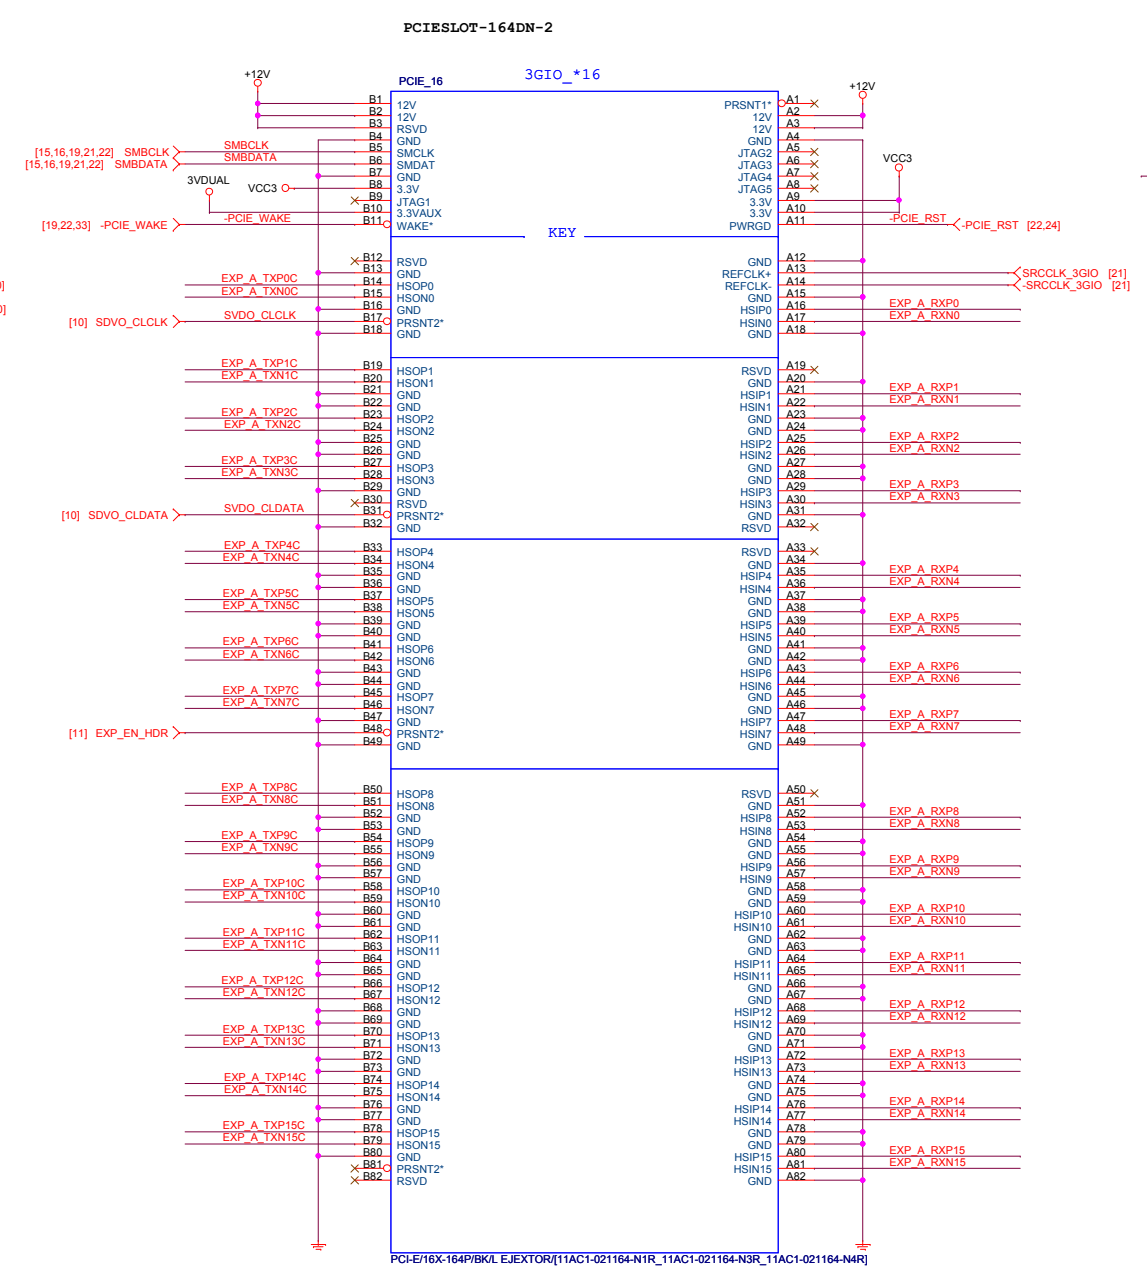 PCIESLOT-164DN-2
3GIO_*16
PCIE_16
+12V
+12V
B1 12V PRSNT1* A1
B2 12V 12V A2
B3 RSVD 12V A3
B4 GND GND A4
[15,16,19,21,22] SMBCLK SMBCLK B5 SMCLK JTAG2 A5
[15,16,19,21,22] SMBDATA SMBDATA B6 SMDAT JTAG3 A6
B7 GND JTAG4 A7
VCC3
3VDUAL
VCC3 B8 3.3V JTAG5 A8
B9 JTAG1 3.3V A9
B10 3.3VAUX 3.3V A10
[19,22,33] -PCIE_WAKE -PCIE_WAKE B11 WAKE* PWRGD A11 -PCIE_RST -PCIE_RST [22,24]
KEY
B12 RSVD GND A12
B13 GND REFCLK+ A13 SRCCLK_3GIO [21]
EXP_A_TXP0C B14 HSOP0 REFCLK- A14 -SRCCLK_3GIO [21]
EXP_A_TXN0C B15 HSON0 GND A15
B16 GND HSIP0 A16 EXP_A_RXP0
[10] SDVO_CLCLK SVDO_CLCLK B17 PRSNT2* HSIN0 A17 EXP_A_RXN0
B18 GND GND A18
EXP_A_TXP1C B19 HSOP1 RSVD A19
EXP_A_TXN1C B20 HSON1 GND A20
B21 GND HSIP1 A21 EXP_A_RXP1
B22 GND HSIN1 A22 EXP_A_RXN1
EXP_A_TXP2C B23 HSOP2 GND A23
EXP_A_TXN2C B24 HSON2 GND A24
B25 GND HSIP2 A25 EXP_A_RXP2
B26 GND HSIN2 A26 EXP_A_RXN2
EXP_A_TXP3C B27 HSOP3 GND A27
EXP_A_TXN3C B28 HSON3 GND A28
B29 GND HSIP3 A29 EXP_A_RXP3
B30 RSVD HSIN3 A30 EXP_A_RXN3
[10] SDVO_CLDATA SVDO_CLDATA B31 PRSNT2* GND A31
B32 GND RSVD A32
EXP_A_TXP4C B33 HSOP4 RSVD A33
EXP_A_TXN4C B34 HSON4 GND A34
B35 GND HSIP4 A35 EXP_A_RXP4
B36 GND HSIN4 A36 EXP_A_RXN4
EXP_A_TXP5C B37 HSOP5 GND A37
EXP_A_TXN5C B38 HSON5 GND A38
B39 GND HSIP5 A39 EXP_A_RXP5
B40 GND HSIN5 A40 EXP_A_RXN5
EXP_A_TXP6C B41 HSOP6 GND A41
EXP_A_TXN6C B42 HSON6 GND A42
B43 GND HSIP6 A43 EXP_A_RXP6
B44 GND HSIN6 A44 EXP_A_RXN6
EXP_A_TXP7C B45 HSOP7 GND A45
EXP_A_TXN7C B46 HSON7 GND A46
B47 GND HSIP7 A47 EXP_A_RXP7
[11] EXP_EN_HDR B48 PRSNT2* HSIN7 A48 EXP_A_RXN7
B49 GND GND A49
EXP_A_TXP8C B50 HSOP8 RSVD A50
EXP_A_TXN8C B51 HSON8 GND A51
B52 GND HSIP8 A52 EXP_A_RXP8
B53 GND HSIN8 A53 EXP_A_RXN8
EXP_A_TXP9C B54 HSOP9 GND A54
EXP_A_TXN9C B55 HSON9 GND A55
B56 GND HSIP9 A56 EXP_A_RXP9
B57 GND HSIN9 A57 EXP_A_RXN9
EXP_A_TXP10C B58 HSOP10 GND A58
EXP_A_TXN10C B59 HSON10 GND A59
B60 GND HSIP10 A60 EXP_A_RXP10
B61 GND HSIN10 A61 EXP_A_RXN10
EXP_A_TXP11C B62 HSOP11 GND A62
EXP_A_TXN11C B63 HSON11 GND A63
B64 GND HSIP11 A64 EXP_A_RXP11
B65 GND HSIN11 A65 EXP_A_RXN11
EXP_A_TXP12C B66 HSOP12 GND A66
EXP_A_TXN12C B67 HSON12 GND A67
B68 GND HSIP12 A68 EXP_A_RXP12
B69 GND HSIN12 A69 EXP_A_RXN12
EXP_A_TXP13C B70 HSOP13 GND A70
EXP_A_TXN13C B71 HSON13 GND A71
B72 GND HSIP13 A72 EXP_A_RXP13
B73 GND HSIN13 A73 EXP_A_RXN13
EXP_A_TXP14C B74 HSOP14 GND A74
EXP_A_TXN14C B75 HSON14 GND A75
B76 GND HSIP14 A76 EXP_A_RXP14
B77 GND HSIN14 A77 EXP_A_RXN14
EXP_A_TXP15C B78 HSOP15 GND A78
EXP_A_TXN15C B79 HSON15 GND A79
B80 GND HSIP15 A80 EXP_A_RXP15
B81 PRSNT2* HSIN15 A81 EXP_A_RXN15
B82 RSVD GND A82
PCI-E/16X-164P/BK/L EJEXTOR/[11AC1-021164-N1R_11AC1-021164-N3R_11AC1-021164-N4R]